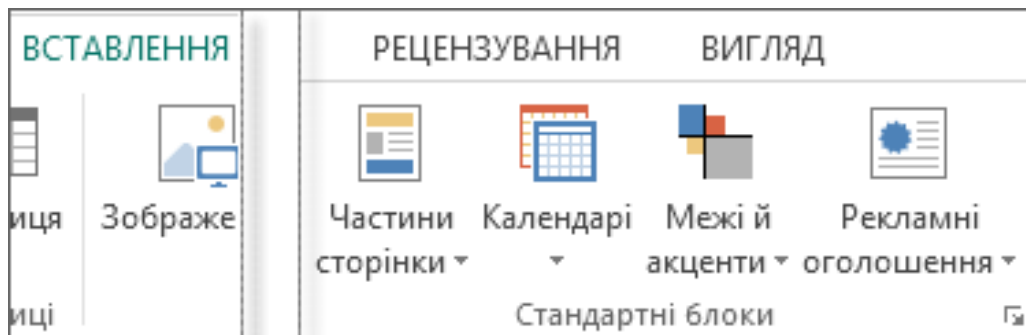 ВСТАВЛЕННЯ РЕЦЕНЗУВАННЯ ВИГЛЯД
иця Зображе Частини Календарі Межі й Рекламні
сторінки акценти оголошення
иці Стандартні блоки